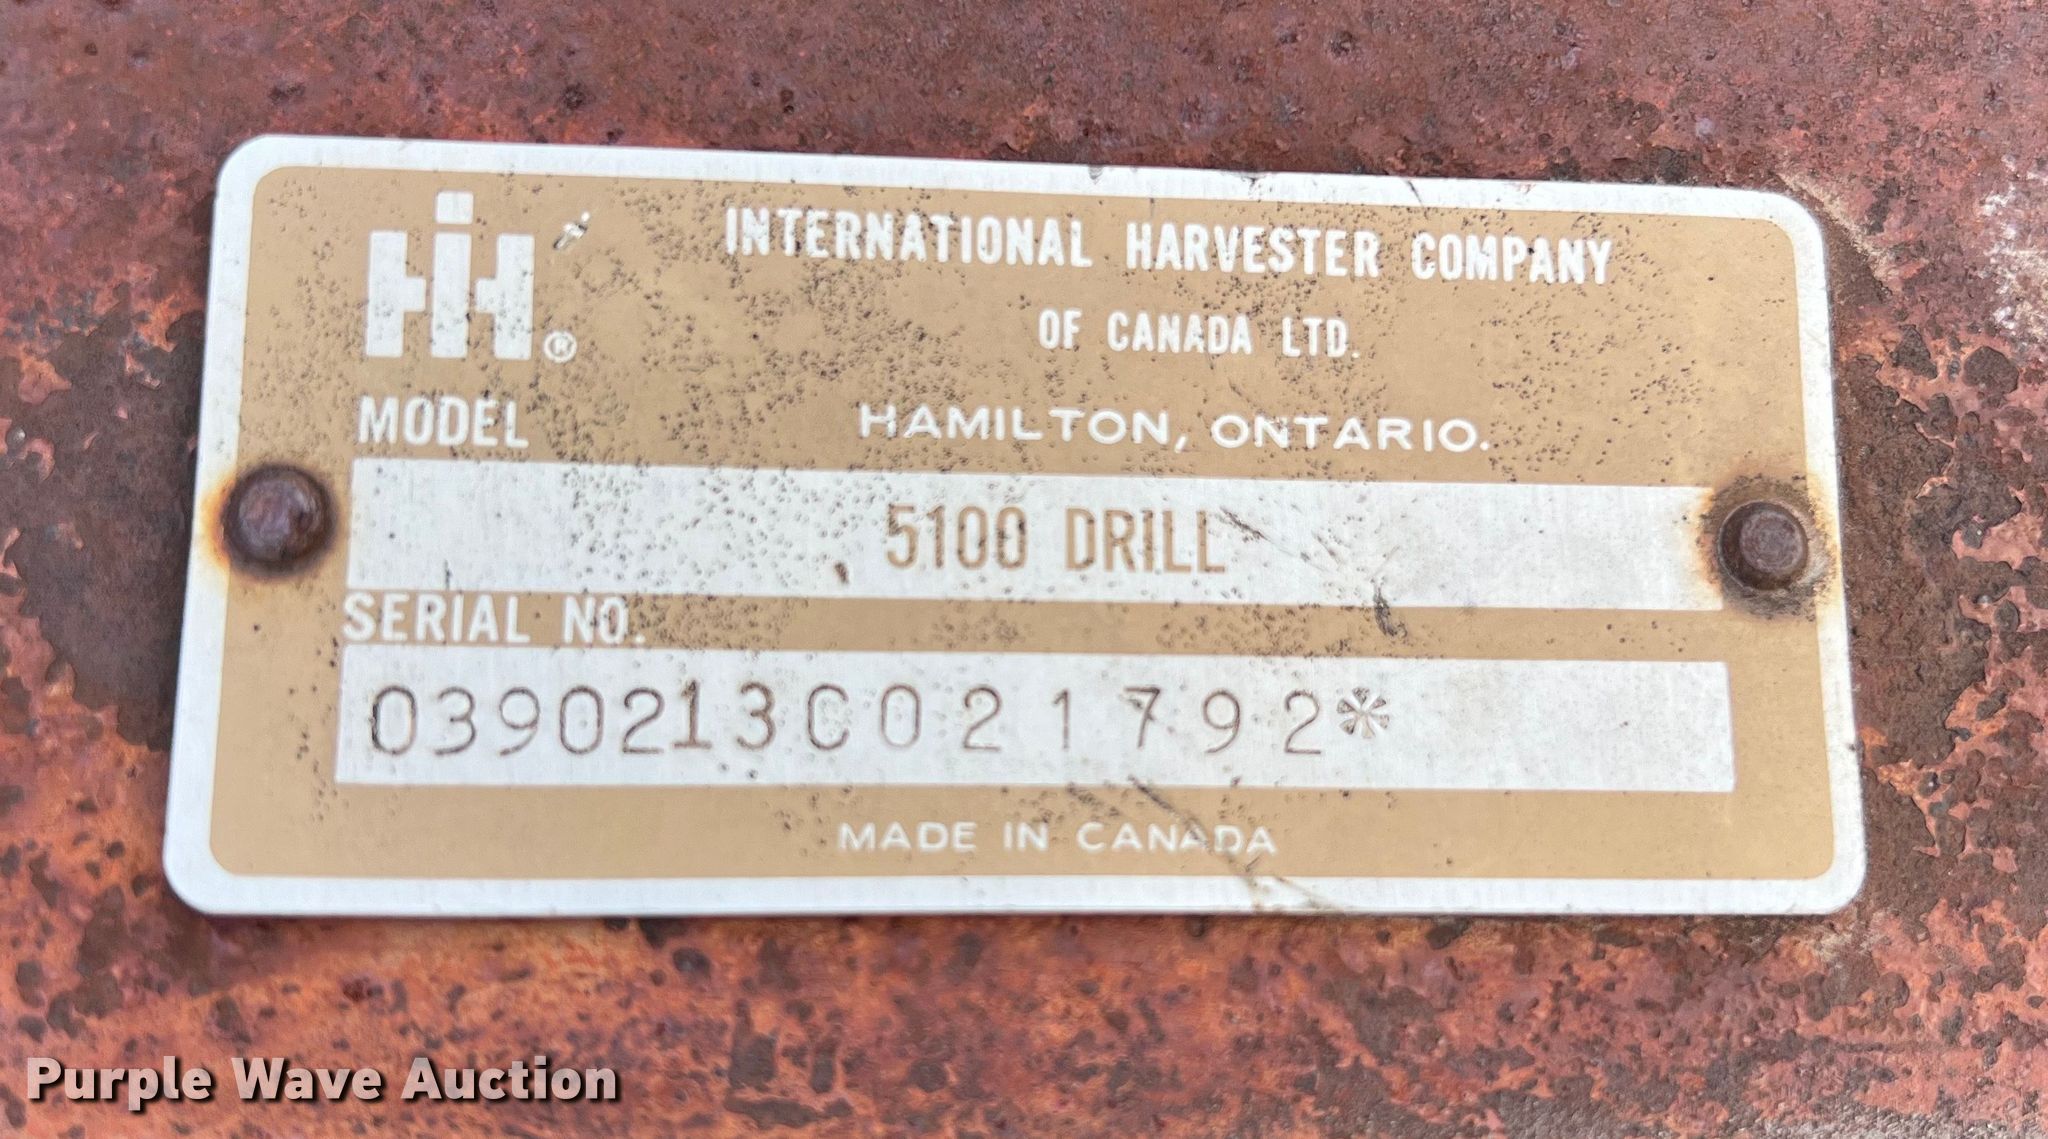 IH®
INTERNATIONAL HARVESTER COMPANY
OF CANADA LTD.
HAMILTON, ONTARIO.
MODEL
5100 DRILL
SERIAL NO.
0390213C021792*
MADE IN CANADA
Purple Wave Auction